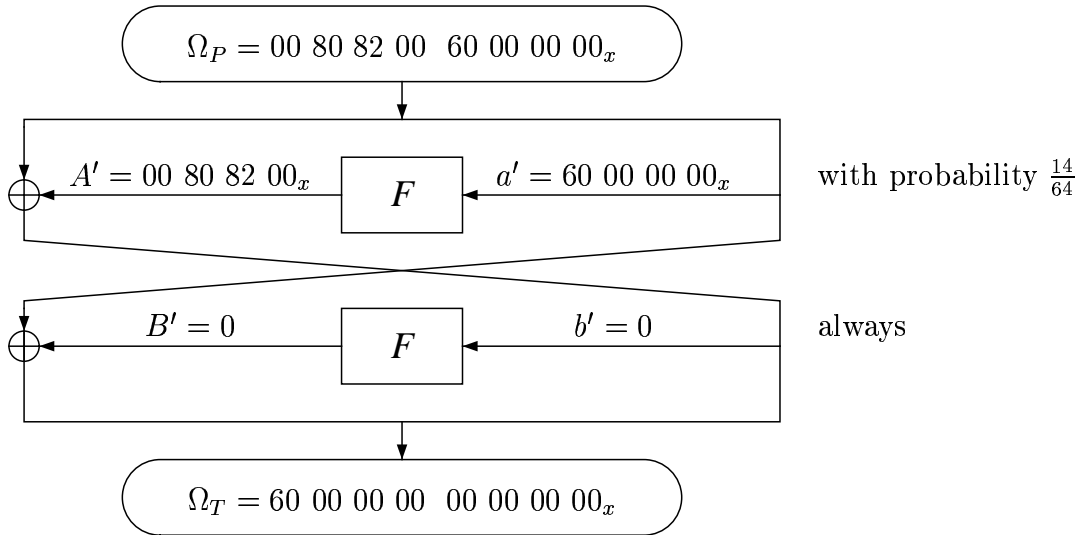 Ω_P = 00 80 82 00 60 00 00 00_x
A′ = 00 80 82 00_x
F
a′ = 60 00 00 00_x
with probability 14/64
B′ = 0
F
b′ = 0
always
Ω_T = 60 00 00 00 00 00 00 00_x